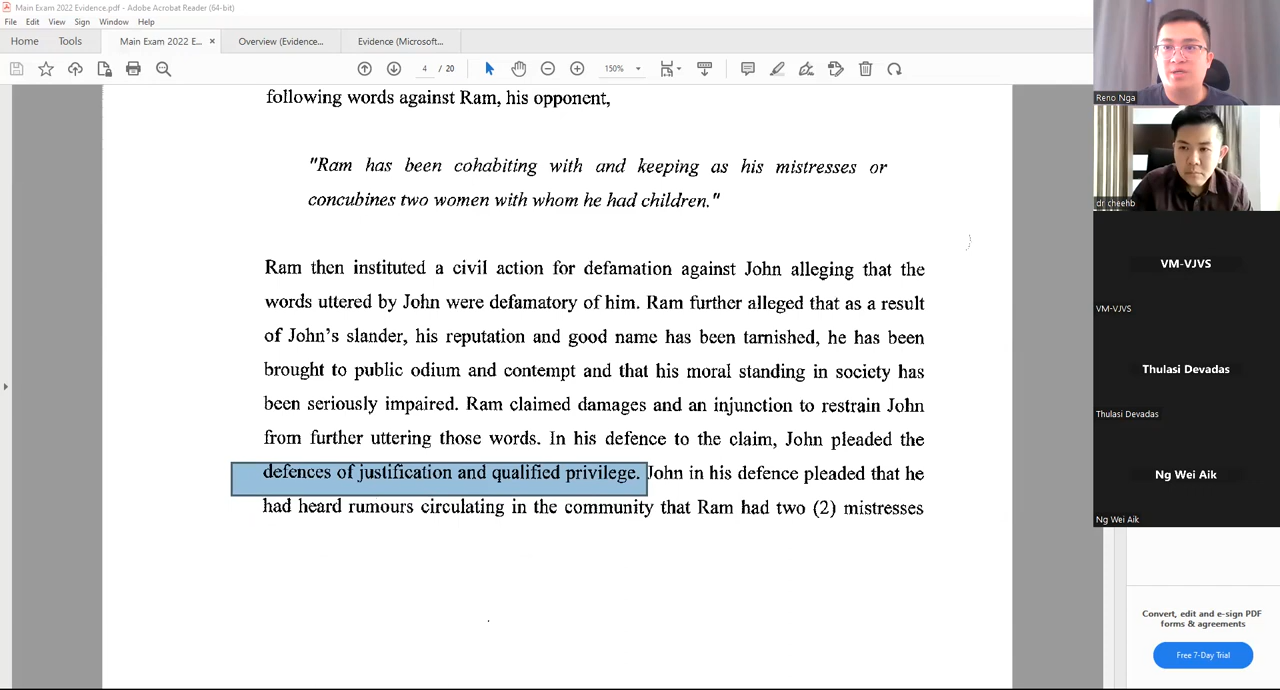 Main Exam 2022 Evidence.pdf - Adobe Acrobat Reader (64-bit)
File Edit View Sign Window Help
Home Tools Main Exam 2022 E... × Overview (Evidence... Evidence (Microsoft...
4 / 20 150%
following words against Ram, his opponent,
"Ram has been cohabiting with and keeping as his mistresses or
concubines two women with whom he had children."
Ram then instituted a civil action for defamation against John alleging that the
words uttered by John were defamatory of him. Ram further alleged that as a result
of John's slander, his reputation and good name has been tarnished, he has been
brought to public odium and contempt and that his moral standing in society has
been seriously impaired. Ram claimed damages and an injunction to restrain John
from further uttering those words. In his defence to the claim, John pleaded the
defences of justification and qualified privilege. John in his defence pleaded that he
had heard rumours circulating in the community that Ram had two (2) mistresses
Reno Nga
dr cheehb
VM-VJVS
VM-VJVS
Thulasi Devadas
Thulasi Devadas
Ng Wei Aik
Ng Wei Aik
Convert, edit and e-sign PDF
forms & agreements
Free 7-Day Trial